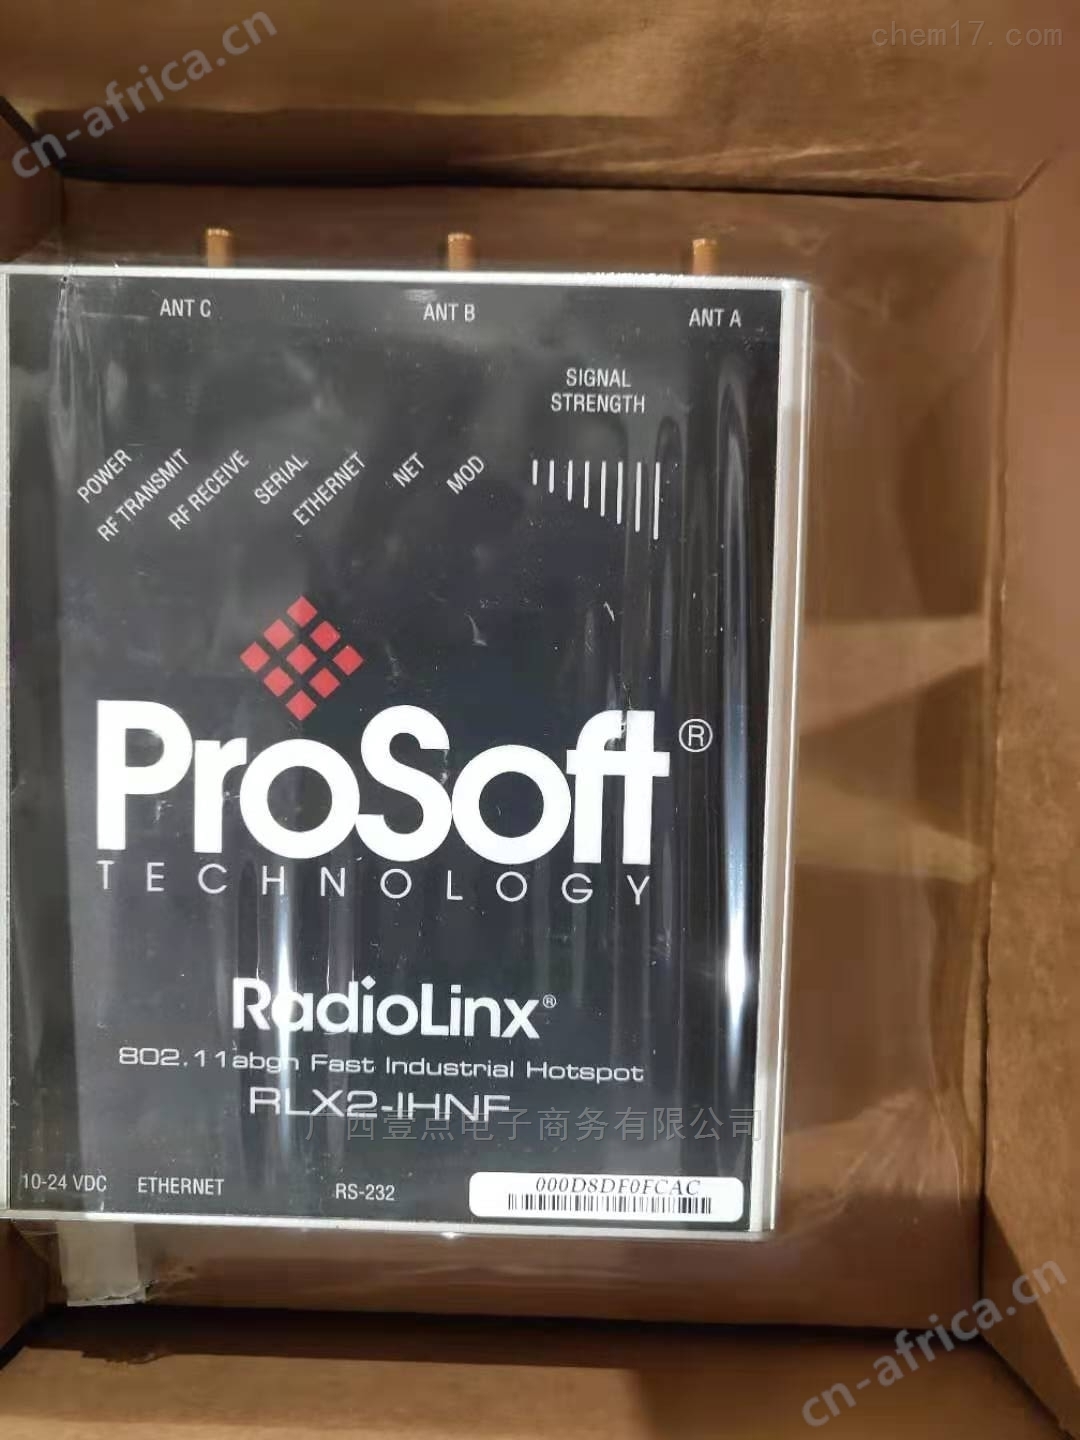 cn-africa.cn
chem17.com
ANT C
ANT B
ANT A
SIGNAL
STRENGTH
POWER
RF TRANSMIT
RF RECEIVE
SERIAL
ETHERNET
NET
MOD
ProSoft®
TECHNOLOGY
RadioLinx®
802.11abgn Fast Industrial Hotspot
RLX2-IHNF
广西壹点电子商务有限公司
10-24 VDC
ETHERNET
RS-232
000D8DF0FCAC
cn-africa.cn